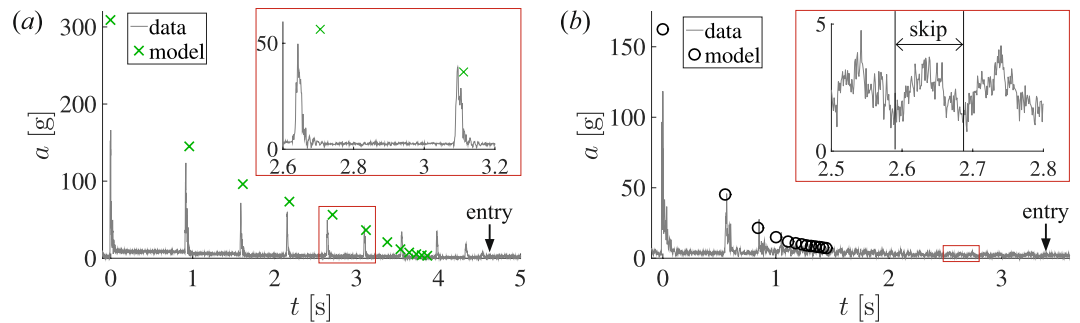 (a)
300
200
100
0
a [g]
data
model
50
0
2.6 2.8 3 3.2
entry
0 1 2 3 4 5
t [s]
(b)
150
100
50
0
a [g]
data
model
5
0
skip
2.5 2.6 2.7 2.8
entry
0 1 2 3
t [s]